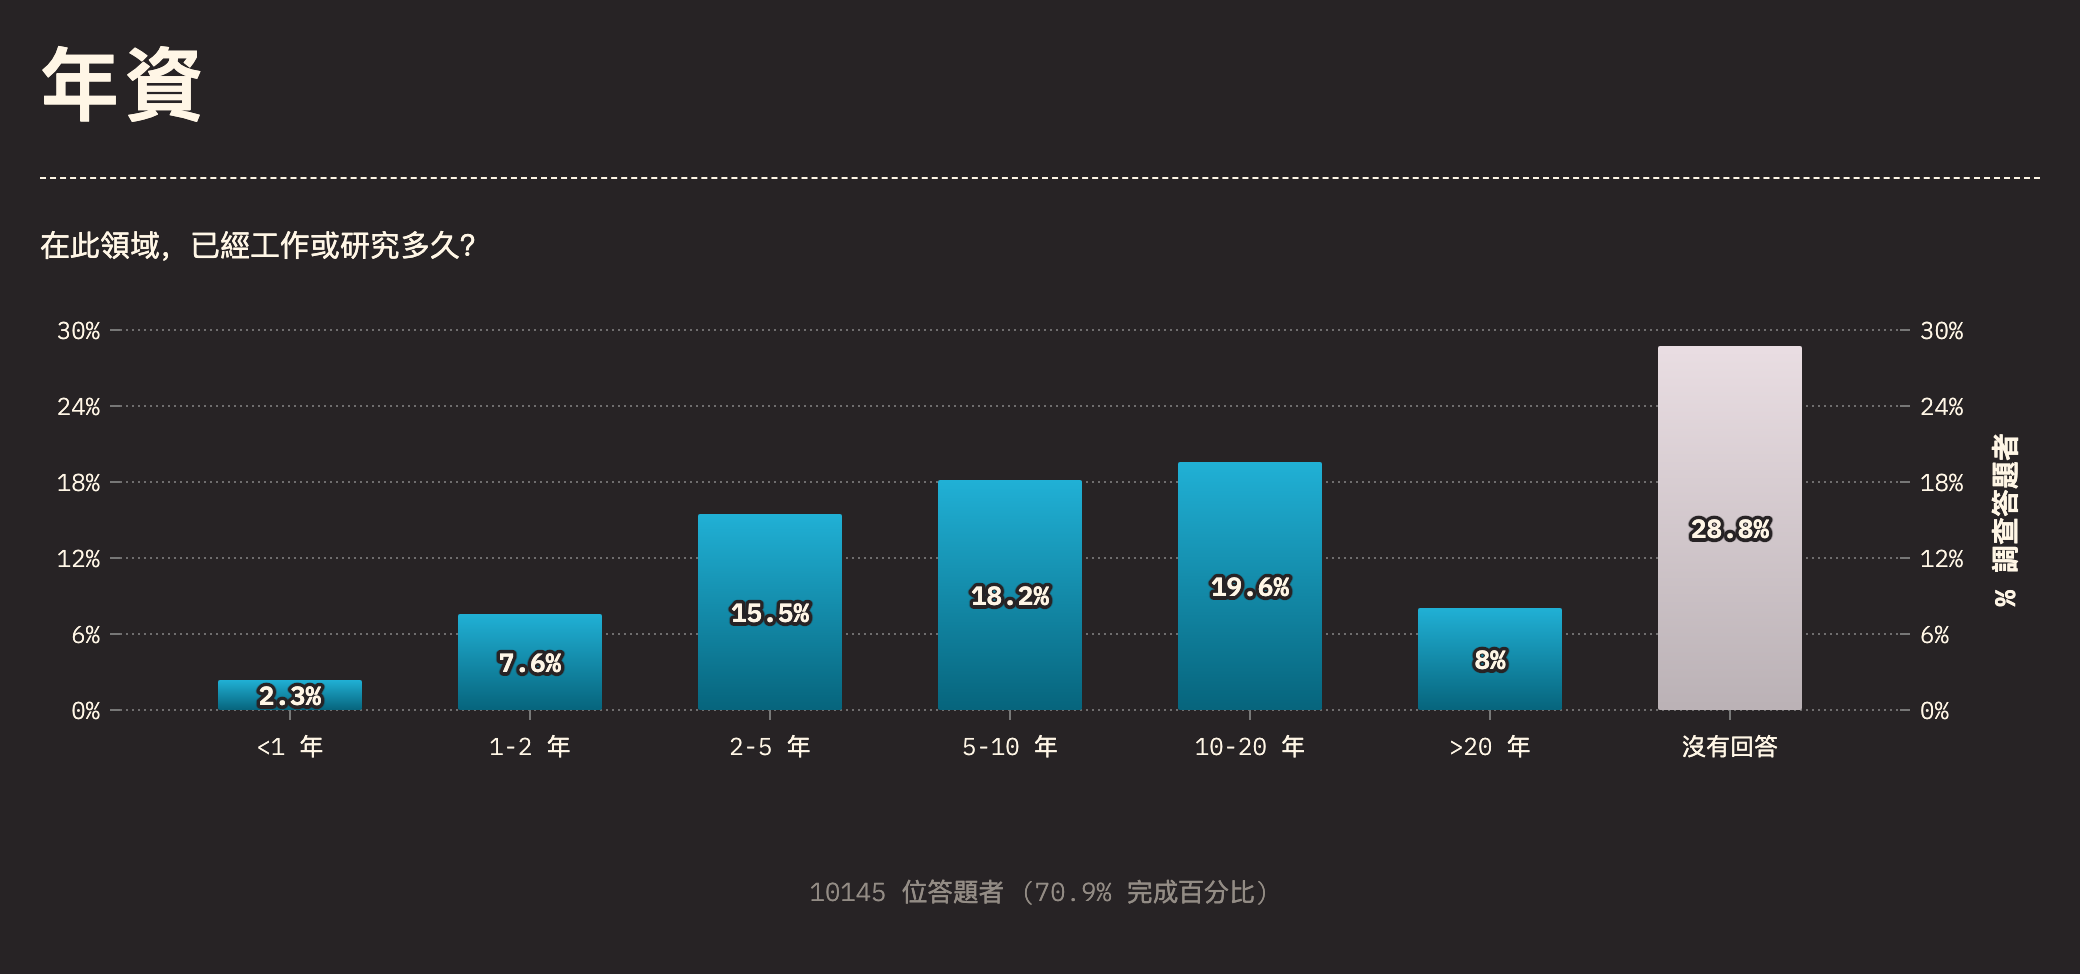 年資
在此領域，已經工作或研究多久？
30% 30%
24% 24%
18% 18%
12% 12%
6% 6%
0% 0%
2.3% 7.6% 15.5% 18.2% 19.6% 8% 28.8%
<1 年 1-2 年 2-5 年 5-10 年 10-20 年 >20 年 沒有回答
% 調查答題者
10145 位答題者 (70.9% 完成百分比)